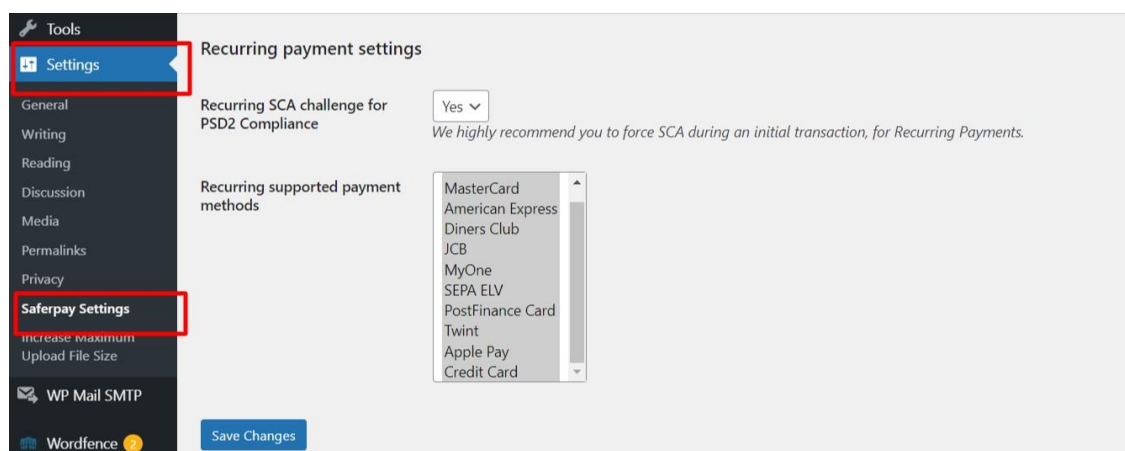 Tools
Settings
General
Writing
Reading
Discussion
Media
Permalinks
Privacy
Saferpay Settings
Increase Maximum
Upload File Size
WP Mail SMTP
Wordfence 2
Recurring payment settings
Recurring SCA challenge for
PSD2 Compliance
Yes
We highly recommend you to force SCA during an initial transaction, for Recurring Payments.
Recurring supported payment
methods
MasterCard
American Express
Diners Club
JCB
MyOne
SEPA ELV
PostFinance Card
Twint
Apple Pay
Credit Card
Save Changes